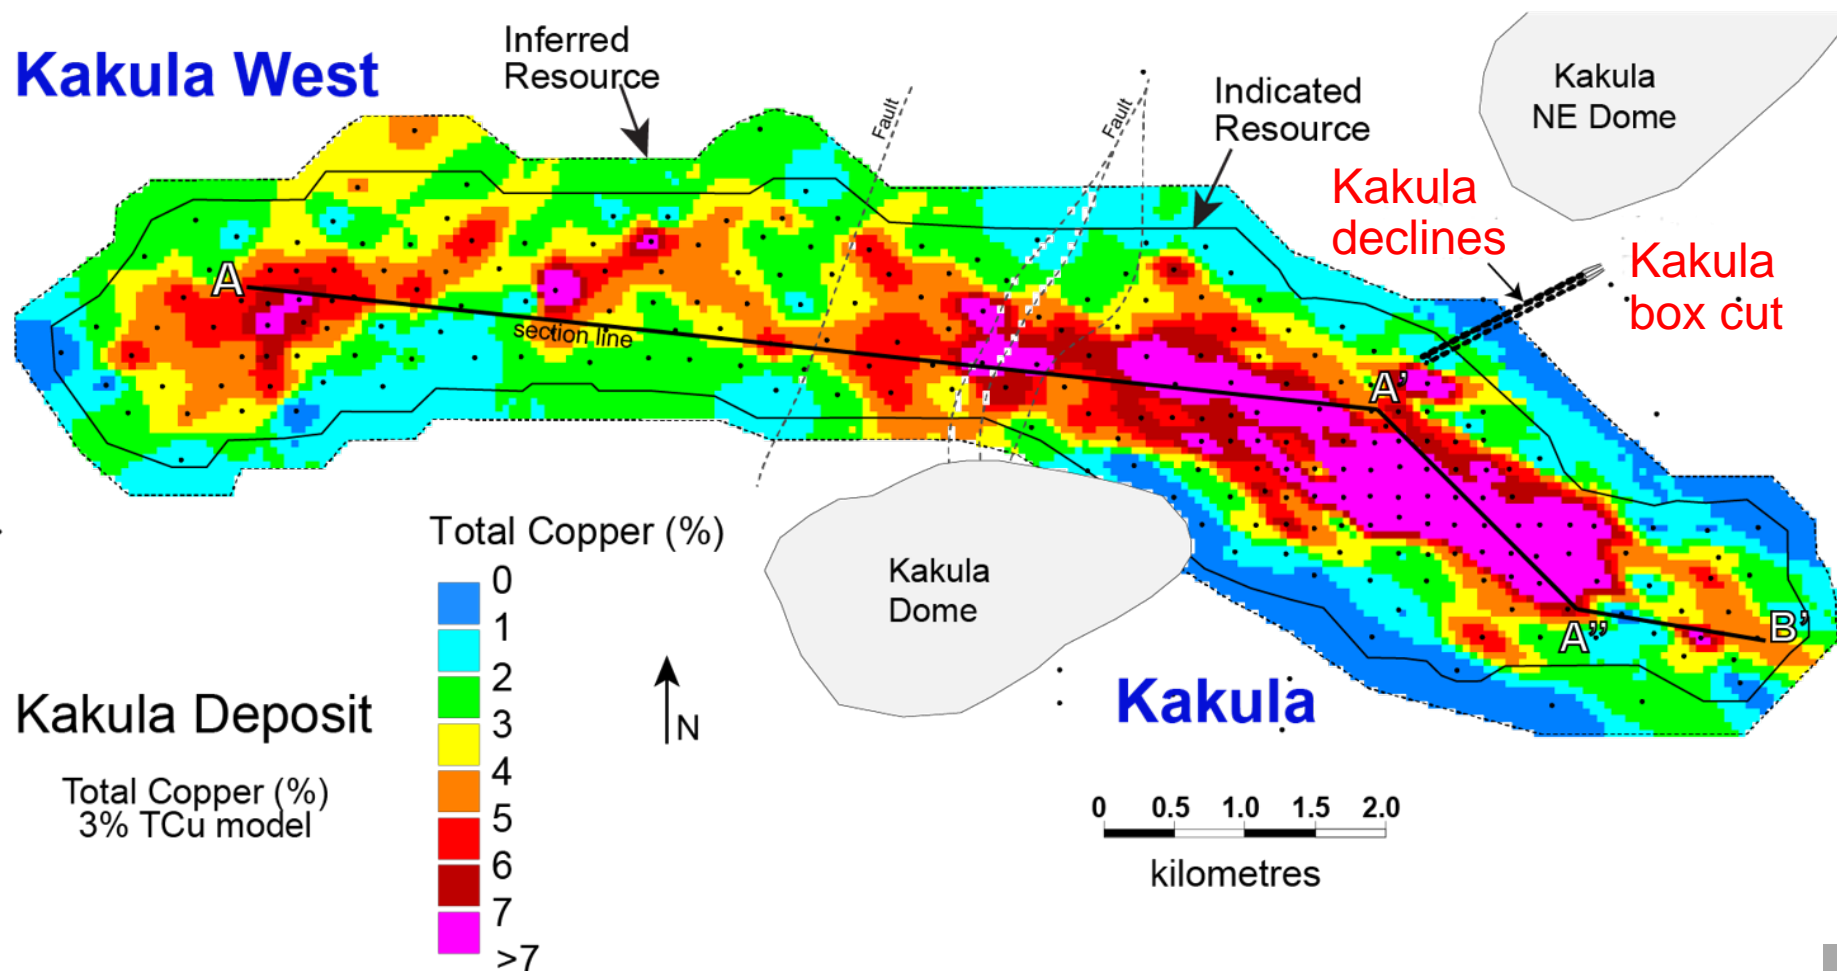 Kakula West
Inferred
Resource
Fault
Fault
Indicated
Resource
Kakula
NE Dome
Kakula
declines
Kakula
box cut
A
section line
A'
A”
B'
Total Copper (%)
0
1
2
3
4
5
6
7
>7
Kakula
Dome
Kakula
N
Kakula Deposit
Total Copper (%)
3% TCu model
0 0.5 1.0 1.5 2.0
kilometres